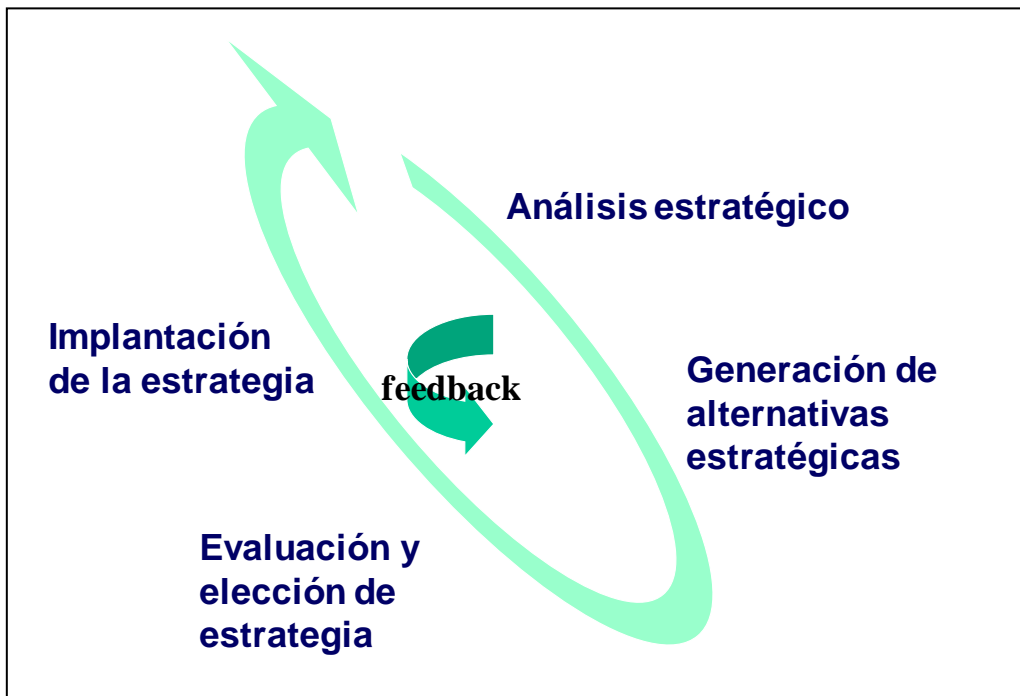 Análisis estratégico
Generación de
alternativas
estratégicas
Evaluación y
elección de
estrategia
Implantación
de la estrategia
feedback